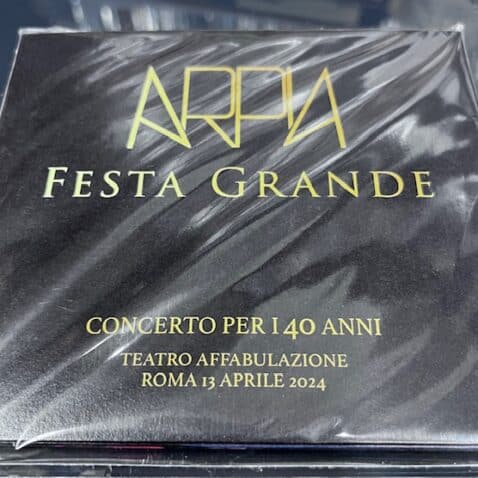 ARPIA
FESTA GRANDE
CONCERTO PER I 40 ANNI
TEATRO AFFABULAZIONE
ROMA 13 APRILE 2024